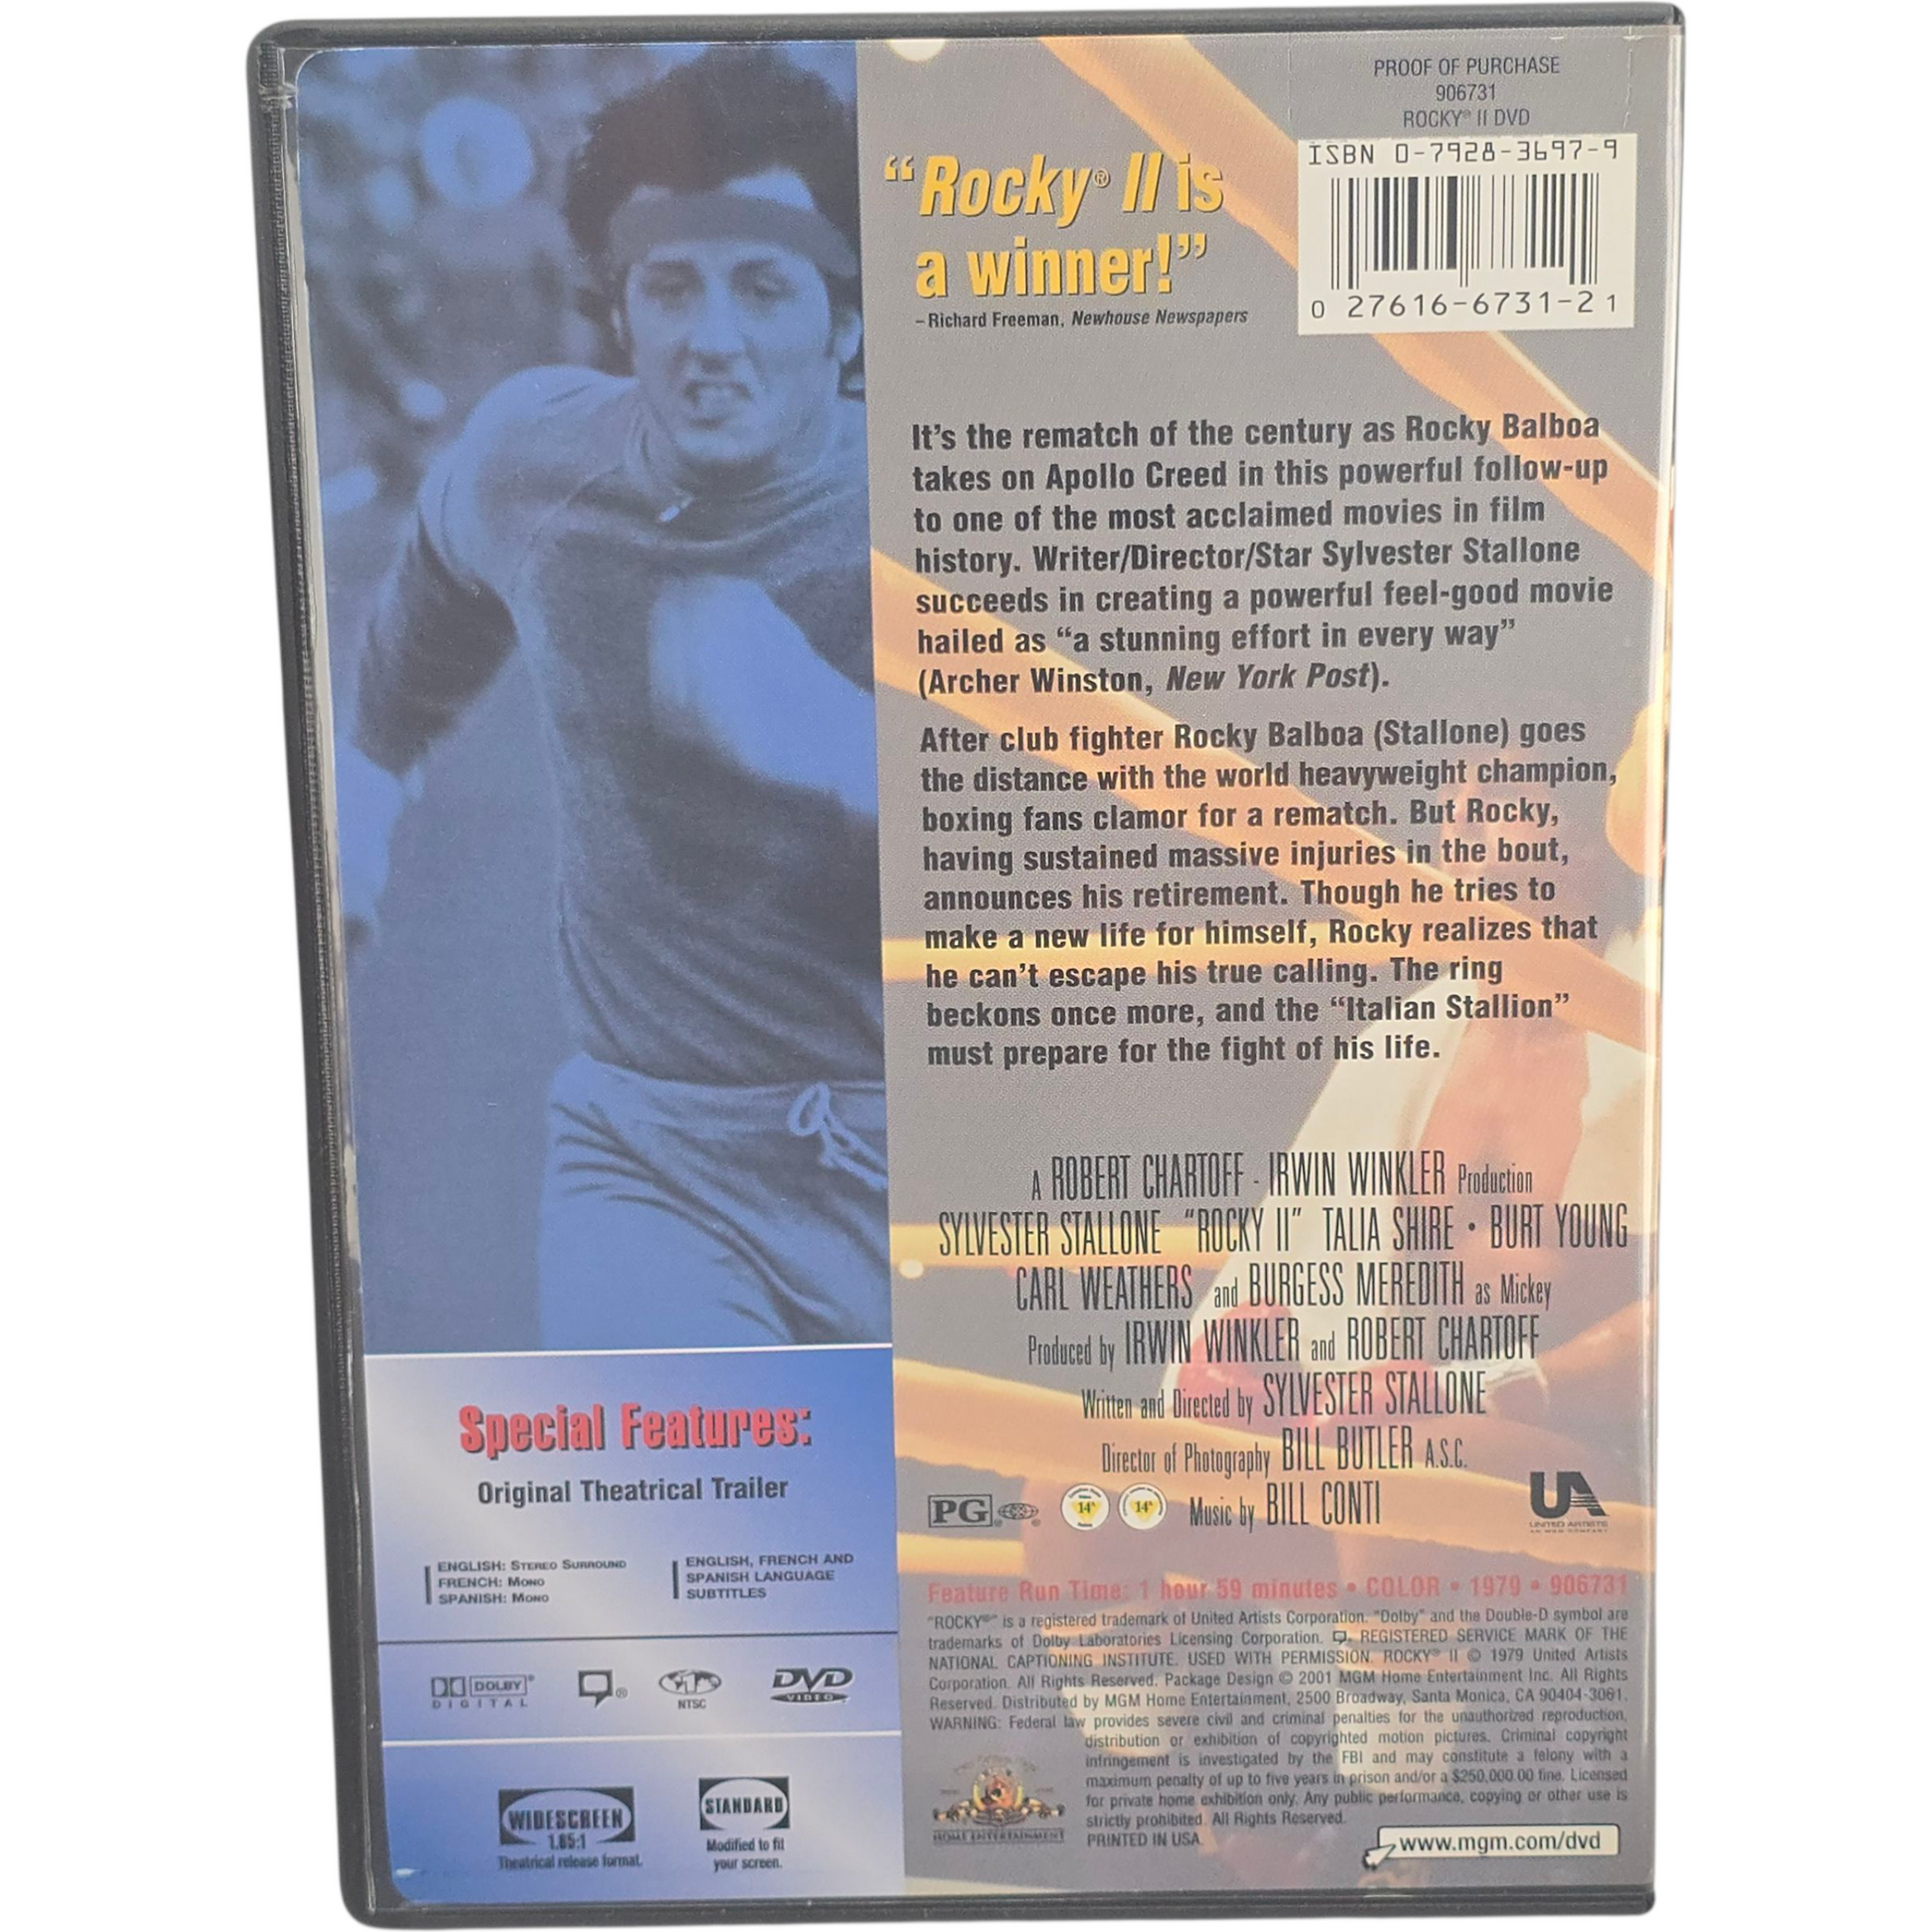 PROOF OF PURCHASE
906731
ROCKY® II DVD
ISBN 0-7928-3697-9
0 27616-6731-2 1
“Rocky® II is
a winner!”
–Richard Freeman, Newhouse Newspapers
It’s the rematch of the century as Rocky Balboa
takes on Apollo Creed in this powerful follow-up
to one of the most acclaimed movies in film
history. Writer/Director/Star Sylvester Stallone
succeeds in creating a powerful feel-good movie
hailed as “a stunning effort in every way”
(Archer Winston, New York Post).
After club fighter Rocky Balboa (Stallone) goes
the distance with the world heavyweight champion,
boxing fans clamor for a rematch. But Rocky,
having sustained massive injuries in the bout,
announces his retirement. Though he tries to
make a new life for himself, Rocky realizes that
he can’t escape his true calling. The ring
beckons once more, and the “Italian Stallion”
must prepare for the fight of his life.
A ROBERT CHARTOFF - IRWIN WINKLER Production
SYLVESTER STALLONE “ROCKY II” TALIA SHIRE • BURT YOUNG
CARL WEATHERS and BURGESS MEREDITH as Mickey
Produced by IRWIN WINKLER and ROBERT CHARTOFF
Written and Directed by SYLVESTER STALLONE
Director of Photography BILL BUTLER A.S.C.
PG 14 14 Music by BILL CONTI
UA
UNITED ARTISTS
Feature Run Time: 1 hour 59 minutes • COLOR • 1979 • 906731
"ROCKY®" is a registered trademark of United Artists Corporation. "Dolby" and the Double-D symbol are
trademarks of Dolby Laboratories Licensing Corporation. REGISTERED SERVICE MARK OF THE
NATIONAL CAPTIONING INSTITUTE. USED WITH PERMISSION. ROCKY® II © 1979 United Artists
Corporation. All Rights Reserved. Package Design © 2001 MGM Home Entertainment Inc. All Rights
Reserved. Distributed by MGM Home Entertainment, 2500 Broadway, Santa Monica, CA 90404-3061.
WARNING: Federal law provides severe civil and criminal penalties for the unauthorized reproduction,
distribution or exhibition of copyrighted motion pictures. Criminal copyright
infringement is investigated by the FBI and may constitute a felony with a
maximum penalty of up to five years in prison and/or a $250,000.00 fine. Licensed
for private home exhibition only. Any public performance, copying or other use is
strictly prohibited. All Rights Reserved.
PRINTED IN USA.
HOME ENTERTAINMENT
www.mgm.com/dvd
Special Features:
Original Theatrical Trailer
ENGLISH: STEREO SURROUND
FRENCH: MONO
SPANISH: MONO
ENGLISH, FRENCH AND
SPANISH LANGUAGE
SUBTITLES
DOLBY®
DIGITAL
®
NTSC
DVD
VIDEO
WIDESCREEN
1.85:1
Theatrical release format.
STANDARD
Modified to fit
your screen.